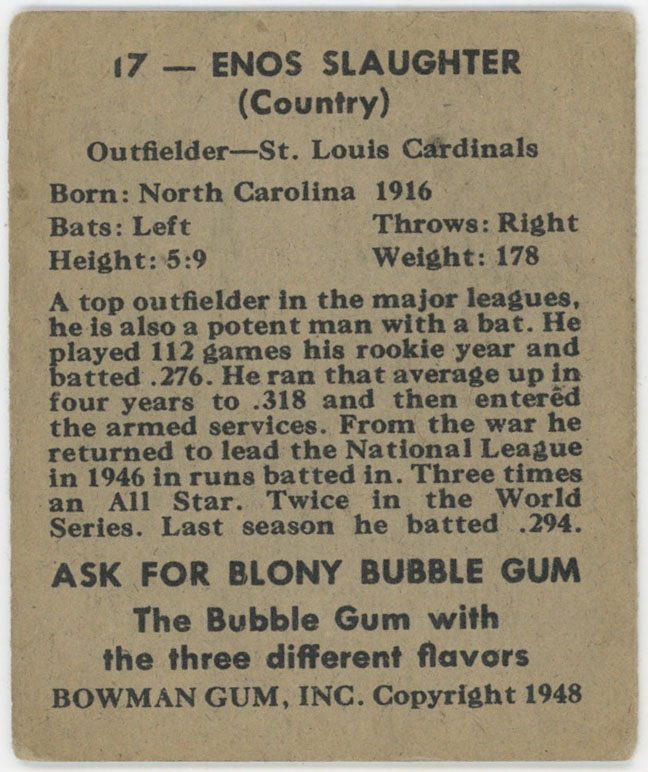 17 — ENOS SLAUGHTER
(Country)
Outfielder—St. Louis Cardinals
Born: North Carolina 1916
Bats: Left Throws: Right
Height: 5:9 Weight: 178
A top outfielder in the major leagues,
he is also a potent man with a bat. He
played 112 games his rookie year and
batted .276. He ran that average up in
four years to .318 and then entered
the armed services. From the war he
returned to lead the National League
in 1946 in runs batted in. Three times
an All Star. Twice in the World
Series. Last season he batted .294.
ASK FOR BLONY BUBBLE GUM
The Bubble Gum with
the three different flavors
BOWMAN GUM, INC. Copyright 1948